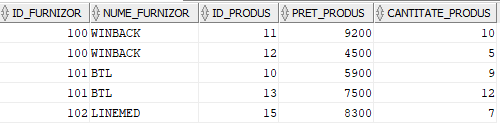 ID_FURNIZOR NUME_FURNIZOR ID_PRODUS PRET_PRODUS CANTITATE_PRODUS
100 WINBACK 11 9200 10
100 WINBACK 12 4500 5
101 BTL 10 5900 9
101 BTL 13 7500 12
102 LINEMED 15 8300 7